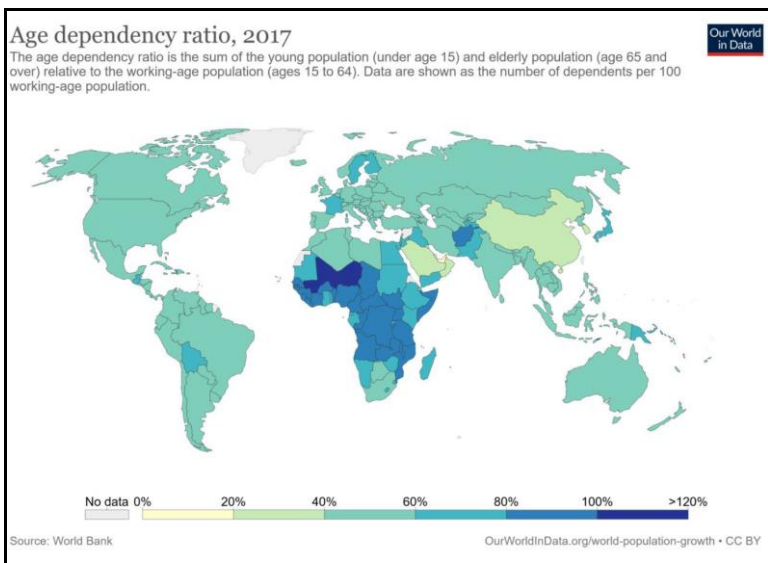 Age dependency ratio, 2017
Our World
in Data
The age dependency ratio is the sum of the young population (under age 15) and elderly population (age 65 and
over) relative to the working-age population (ages 15 to 64). Data are shown as the number of dependents per 100
working-age population.
No data 0% 20% 40% 60% 80% 100% >120%
Source: World Bank
OurWorldInData.org/world-population-growth • CC BY